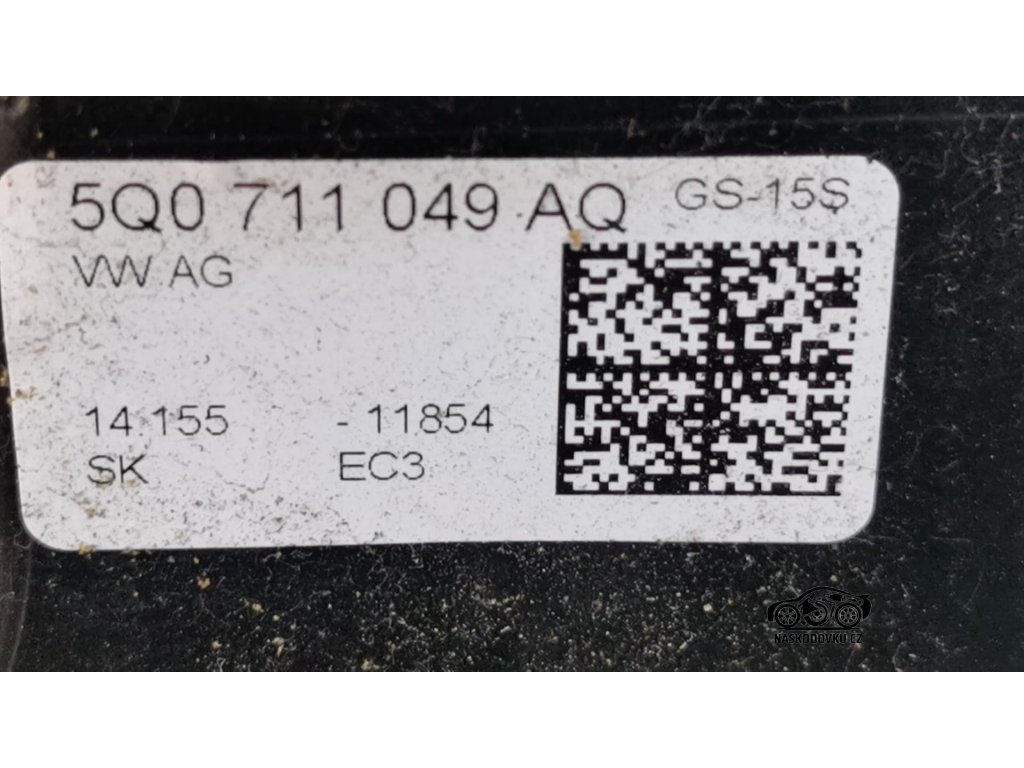 5Q0 711 049 AQ GS-15S
VW AG
14.155 - 11854
SK EC3
NASKODOVKU.CZ